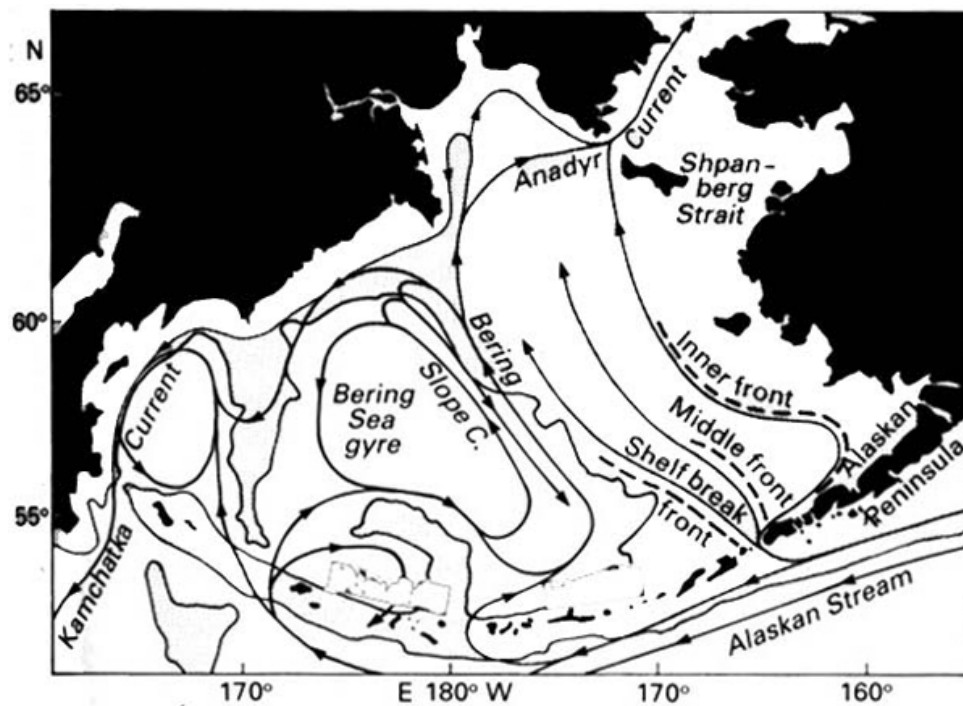 N
65°
60°
55°
170°
E 180° W
170°
160°
Anadyr
Current
Shpan-
berg
Strait
Bering
Slope C.
Bering
Sea
gyre
Current
Kamchatka
Inner front
Middle front
Shelf break
front
Alaskan
Peninsula
Alaskan Stream